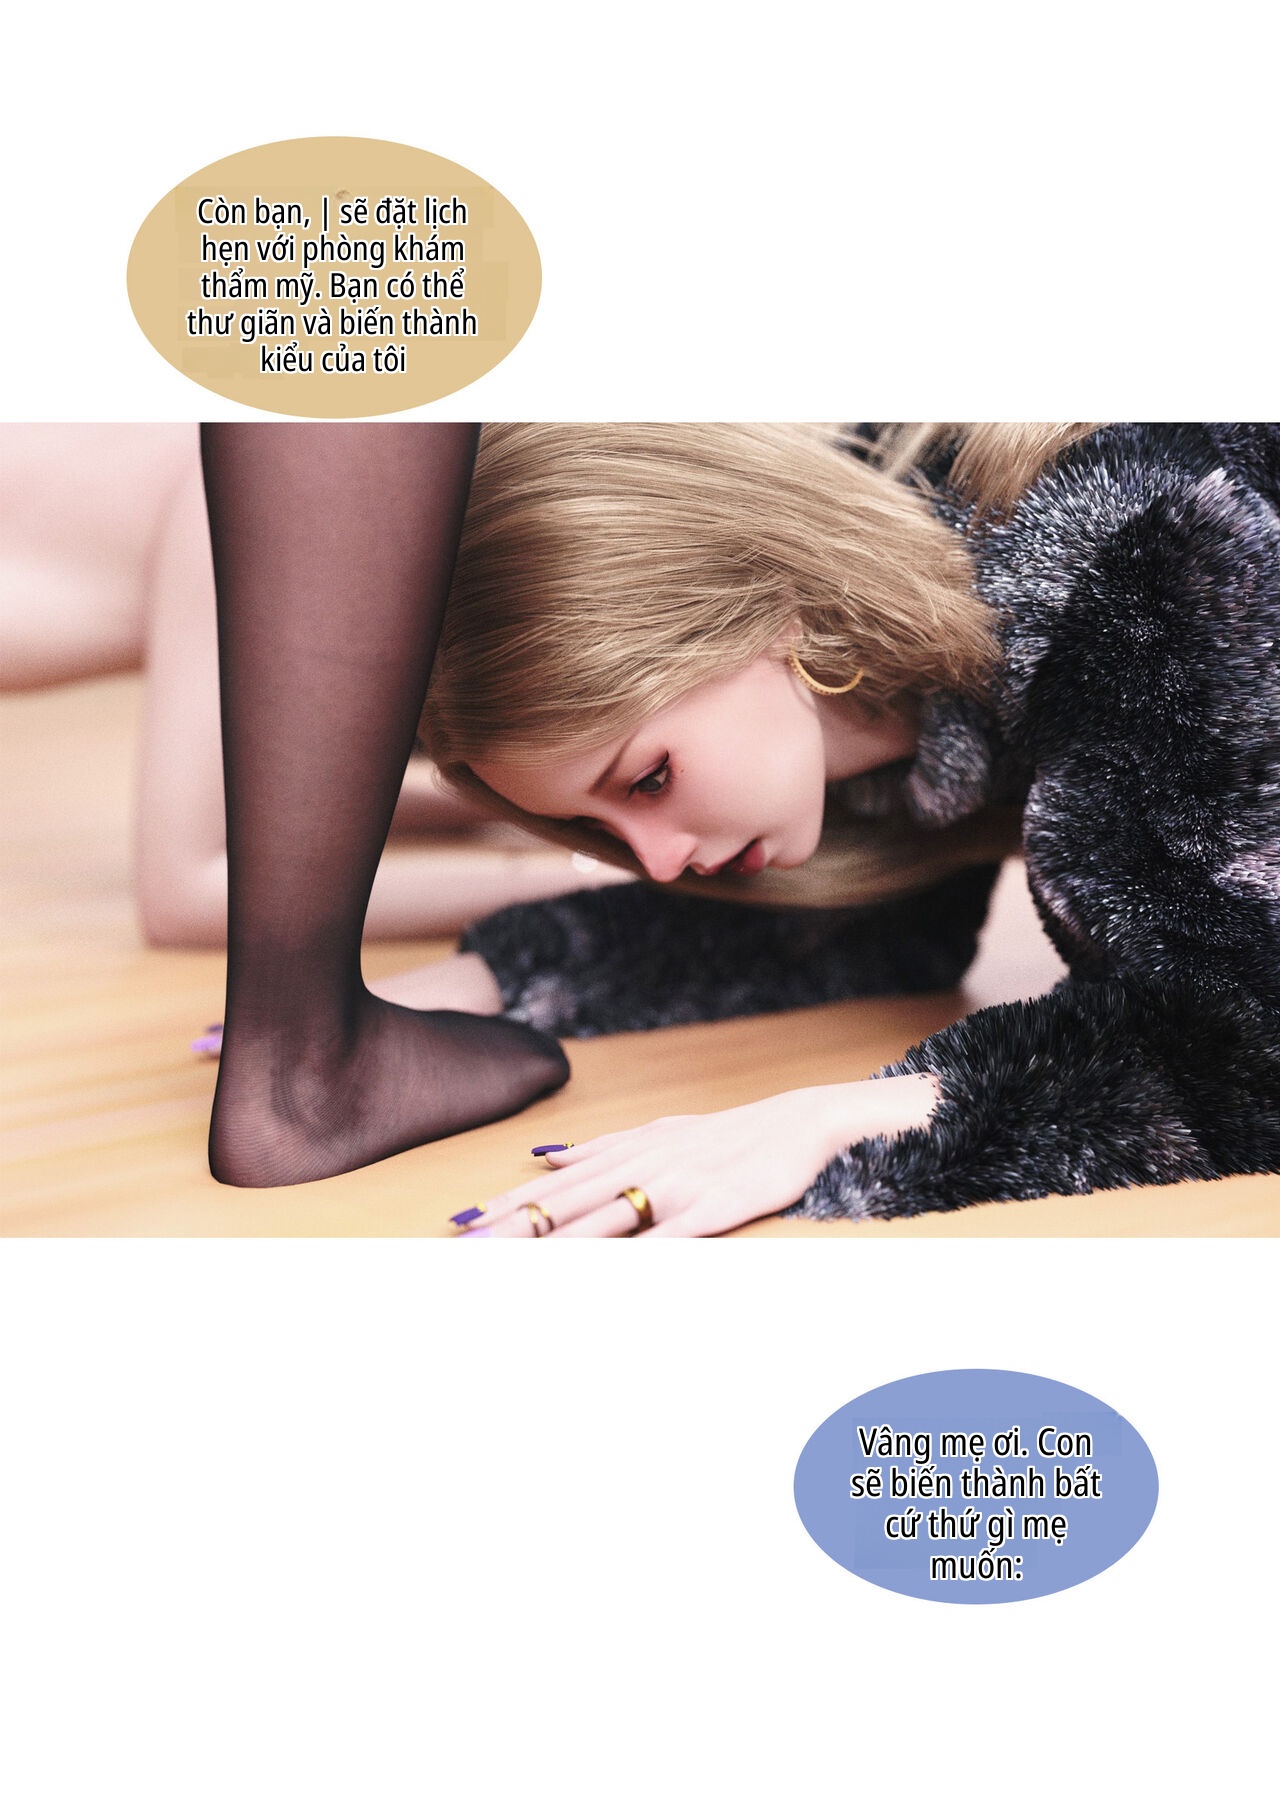 Còn bạn, | sẽ đặt lịch
hẹn với phòng khám
thẩm mỹ. Bạn có thể
thư giãn và biến thành
kiểu của tôi
Vâng mẹ ơi. Con
sẽ biến thành bất
cứ thứ gì mẹ
muốn: